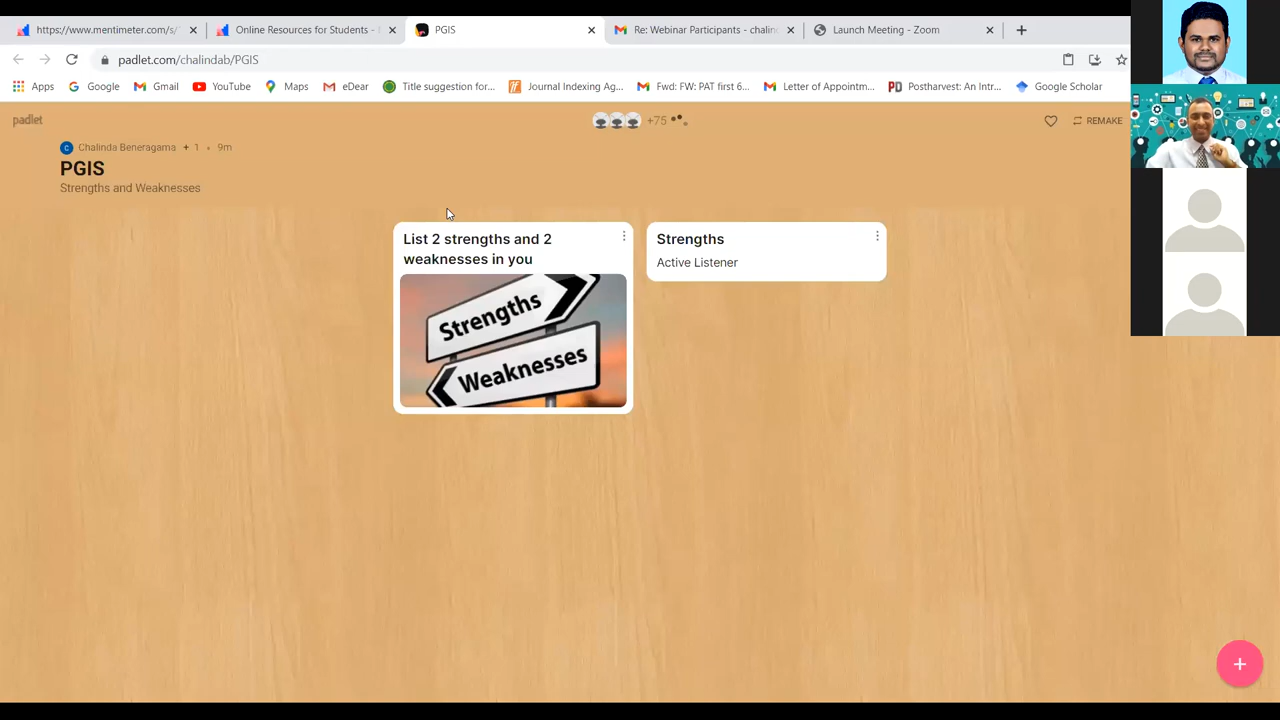 https://www.mentimeter.com/s/
Online Resources for Students -
PGIS
Re: Webinar Participants - chalin
Launch Meeting - Zoom
padlet.com/chalindab/PGIS
Apps
Google
Gmail
YouTube
Maps
eDear
Title suggestion for...
Journal Indexing Ag...
Fwd: FW: PAT first 6...
Letter of Appointm...
PD Postharvest: An Intr...
Google Scholar
padlet
+75
REMAKE
C Chalinda Beneragama + 1 • 9m
PGIS
Strengths and Weaknesses
List 2 strengths and 2
weaknesses in you
Strengths
Weaknesses
Strengths
Active Listener